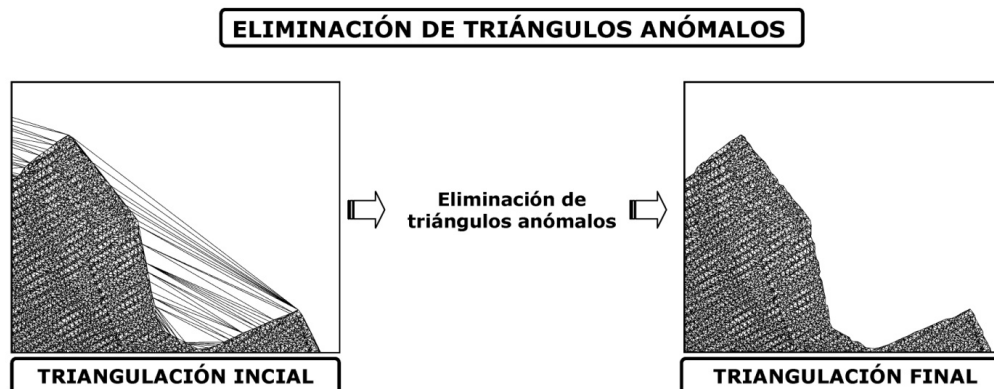 ELIMINACIÓN DE TRIÁNGULOS ANÓMALOS
Eliminación de
triángulos anómalos
TRIANGULACIÓN INCIAL
TRIANGULACIÓN FINAL